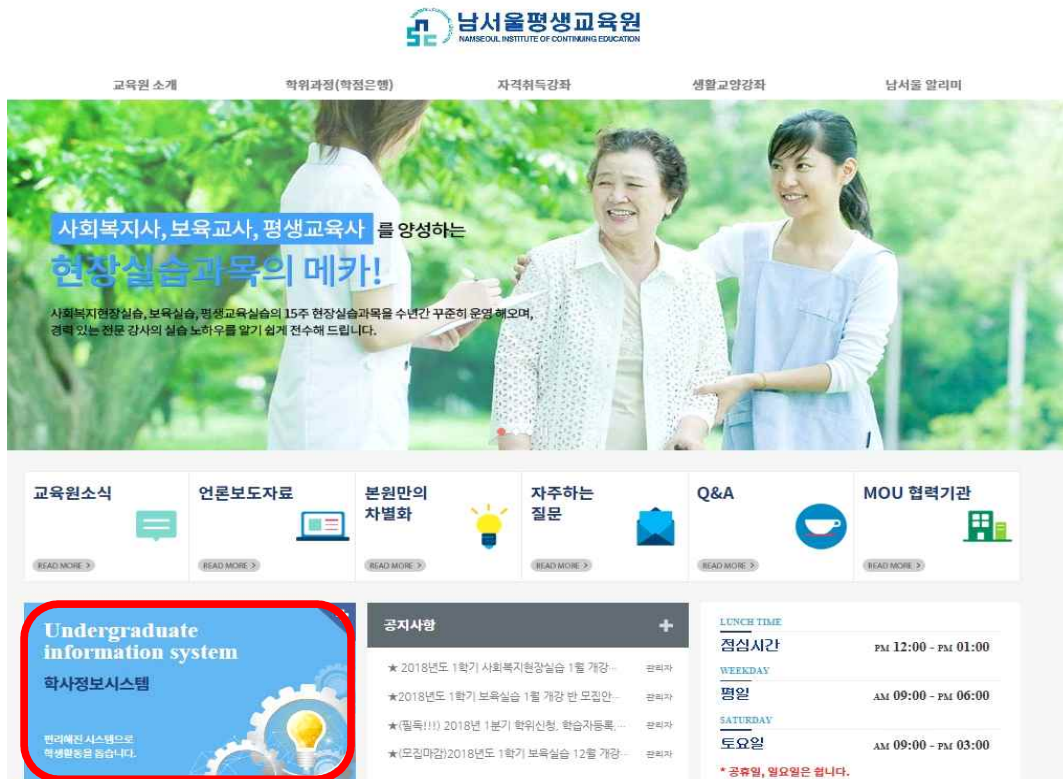 남서울평생교육원
NAMSEOUL INSTITUTE OF CONTINUING EDUCATION
교육원 소개
학위과정(학점은행)
자격취득강좌
생활교양강좌
남서울 알리미
사회복지사, 보육교사, 평생교육사 를 양성하는
현장실습과목의 메카!
사회복지현장실습, 보육실습, 평생교육실습의 15주 현장실습과목을 수년간 꾸준히 운영 해오며,
경력 있는 전문 강사의 실습 노하우를 알기 쉽게 전수해 드립니다.
교육원소식
READ MORE >
언론보도자료
READ MORE >
본원만의
차별화
READ MORE >
자주하는
질문
READ MORE >
Q&A
READ MORE >
MOU 협력기관
READ MORE >
Undergraduate
information system
학사정보시스템
편리해진 시스템으로
학생활동을 돕습니다.
공지사항 +
★ 2018년도 1학기 사회복지현장실습 1월 개강··· 관리자
★2018년도 1학기 보육실습 1월 개강 반 모집안··· 관리자
★(필독!!!) 2018년 1분기 학위신청, 학습자등록,··· 관리자
★(모집마감)2018년도 1학기 보육실습 12월 개강··· 관리자
LUNCH TIME
점심시간 PM 12:00 - PM 01:00
WEEKDAY
평일 AM 09:00 - PM 06:00
SATURDAY
토요일 AM 09:00 - PM 03:00
* 공휴일, 일요일은 쉽니다.